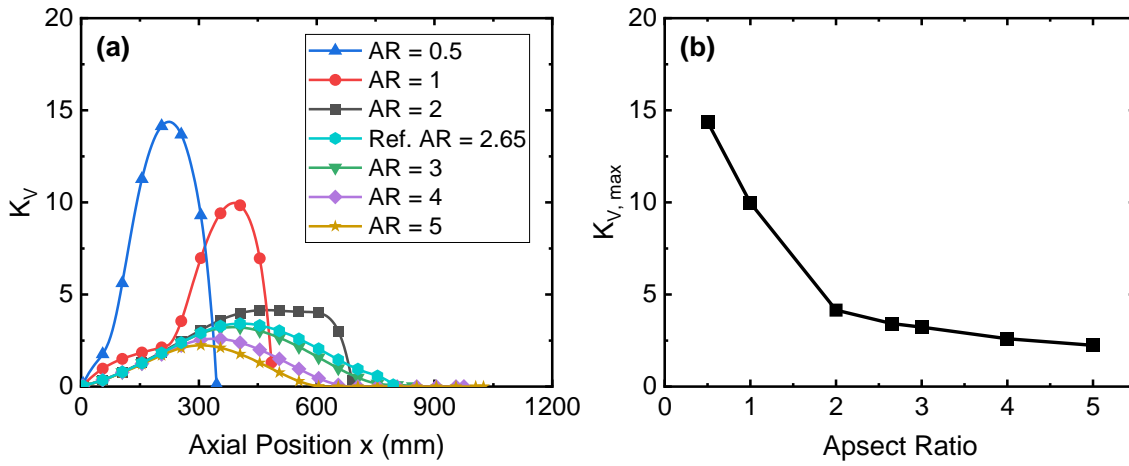 (a)
20
15
10
5
0
K_V
AR = 0.5
AR = 1
AR = 2
Ref. AR = 2.65
AR = 3
AR = 4
AR = 5
0 300 600 900 1200
Axial Position x (mm)
(b)
20
15
10
5
0
K_V, max
0 1 2 3 4 5
Apsect Ratio